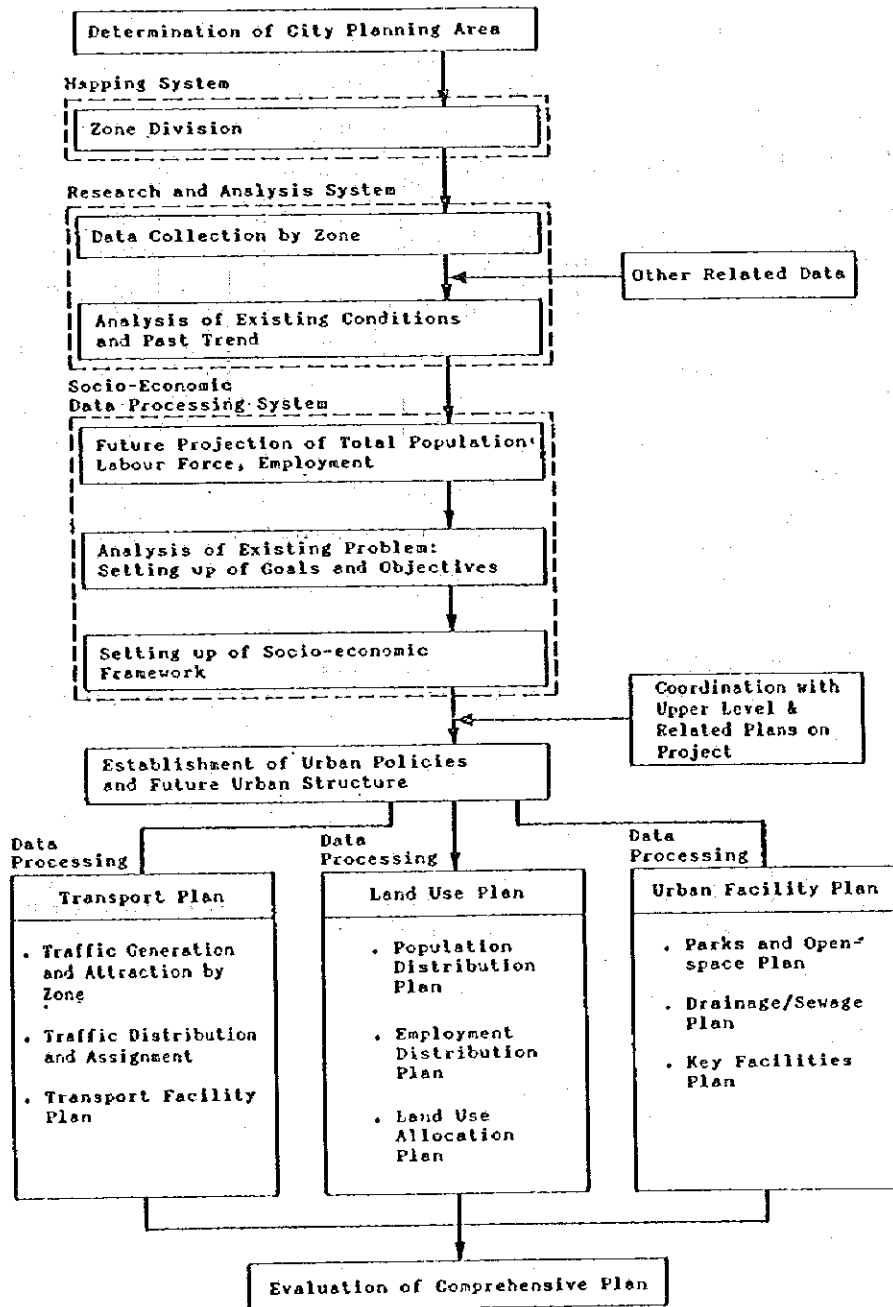 Determination of City Planning Area
Mapping System
Zone Division
Research and Analysis System
Data Collection by Zone
Other Related Data
Analysis of Existing Conditions
and Past Trend
Socio-Economic
Data Processing System
Future Projection of Total Population
Labour Force, Employment
Analysis of Existing Problem:
Setting up of Goals and Objectives
Setting up of Socio-economic
Framework
Coordination with
Upper Level &
Related Plans on
Project
Establishment of Urban Policies
and Future Urban Structure
Data
Processing
Transport Plan
. Traffic Generation
and Attraction by
Zone
. Traffic Distribution
and Assignment
. Transport Facility
Plan
Data
Processing
Land Use Plan
. Population
Distribution
Plan
. Employment
Distribution
Plan
. Land Use
Allocation
Plan
Data
Processing
Urban Facility Plan
. Parks and Open-
space Plan
. Drainage/Sewage
Plan
. Key Facilities
Plan
Evaluation of Comprehensive Plan